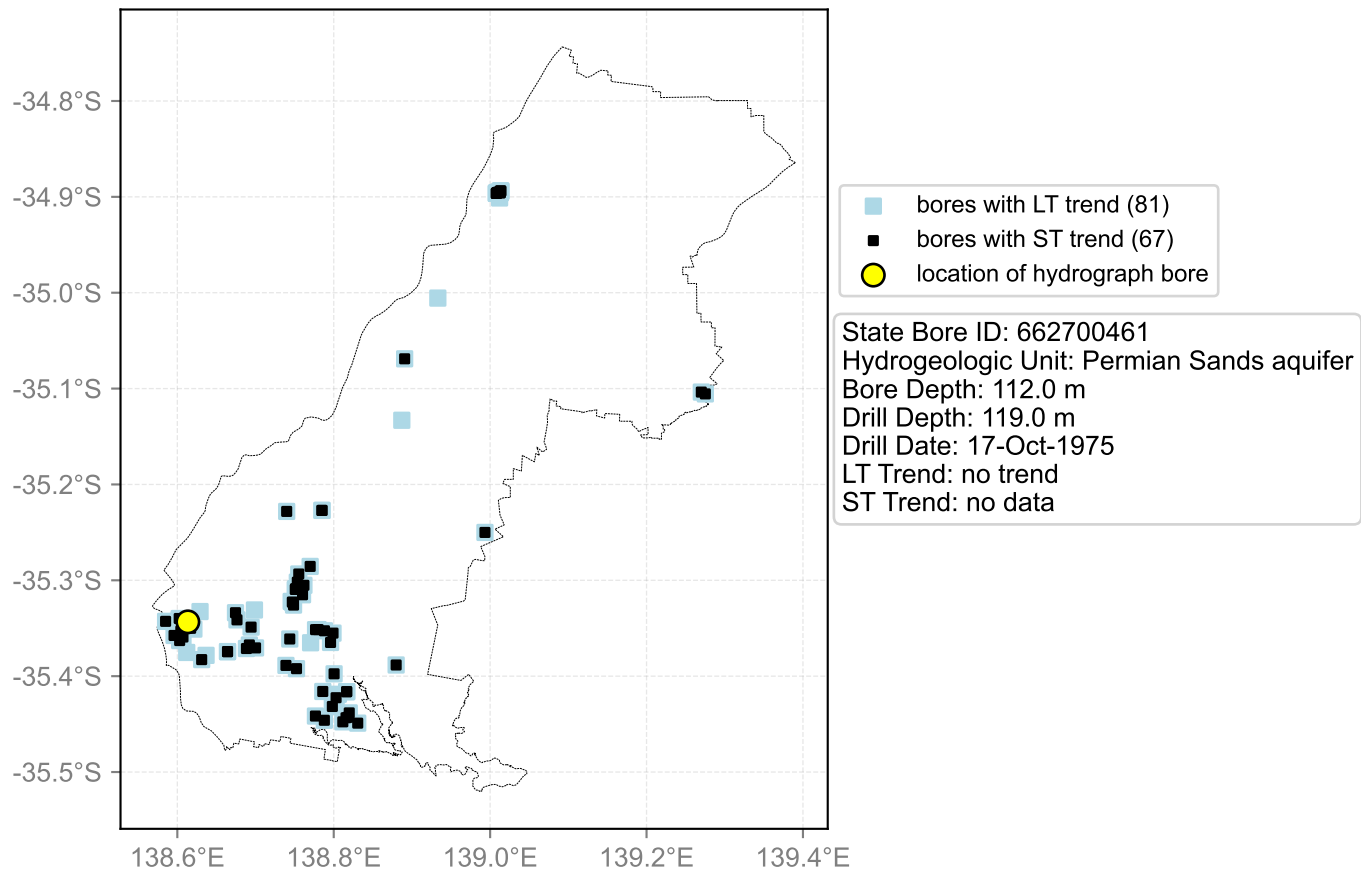 -34.8°S
-34.9°S
-35.0°S
-35.1°S
-35.2°S
-35.3°S
-35.4°S
-35.5°S
138.6°E
138.8°E
139.0°E
139.2°E
139.4°E
bores with LT trend (81)
bores with ST trend (67)
location of hydrograph bore
State Bore ID: 662700461
Hydrogeologic Unit: Permian Sands aquifer
Bore Depth: 112.0 m
Drill Depth: 119.0 m
Drill Date: 17-Oct-1975
LT Trend: no trend
ST Trend: no data